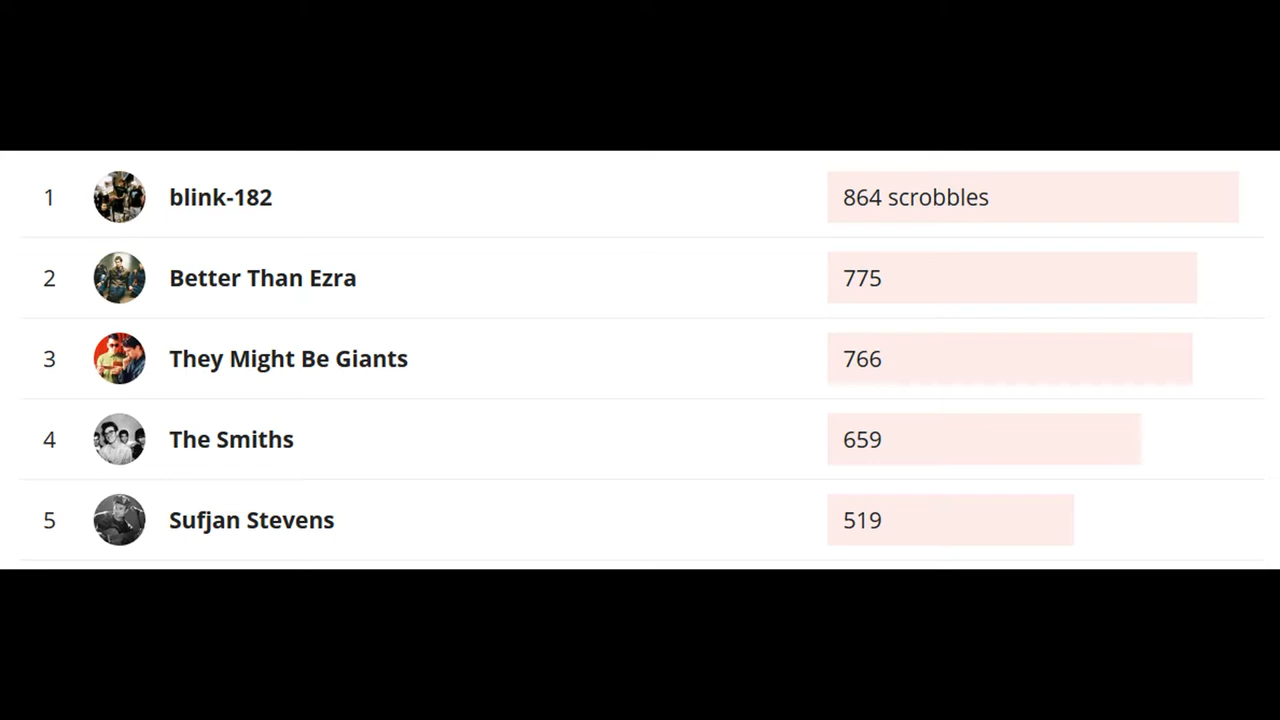 1 blink-182 864 scrobbles
2 Better Than Ezra 775
3 They Might Be Giants 766
4 The Smiths 659
5 Sufjan Stevens 519